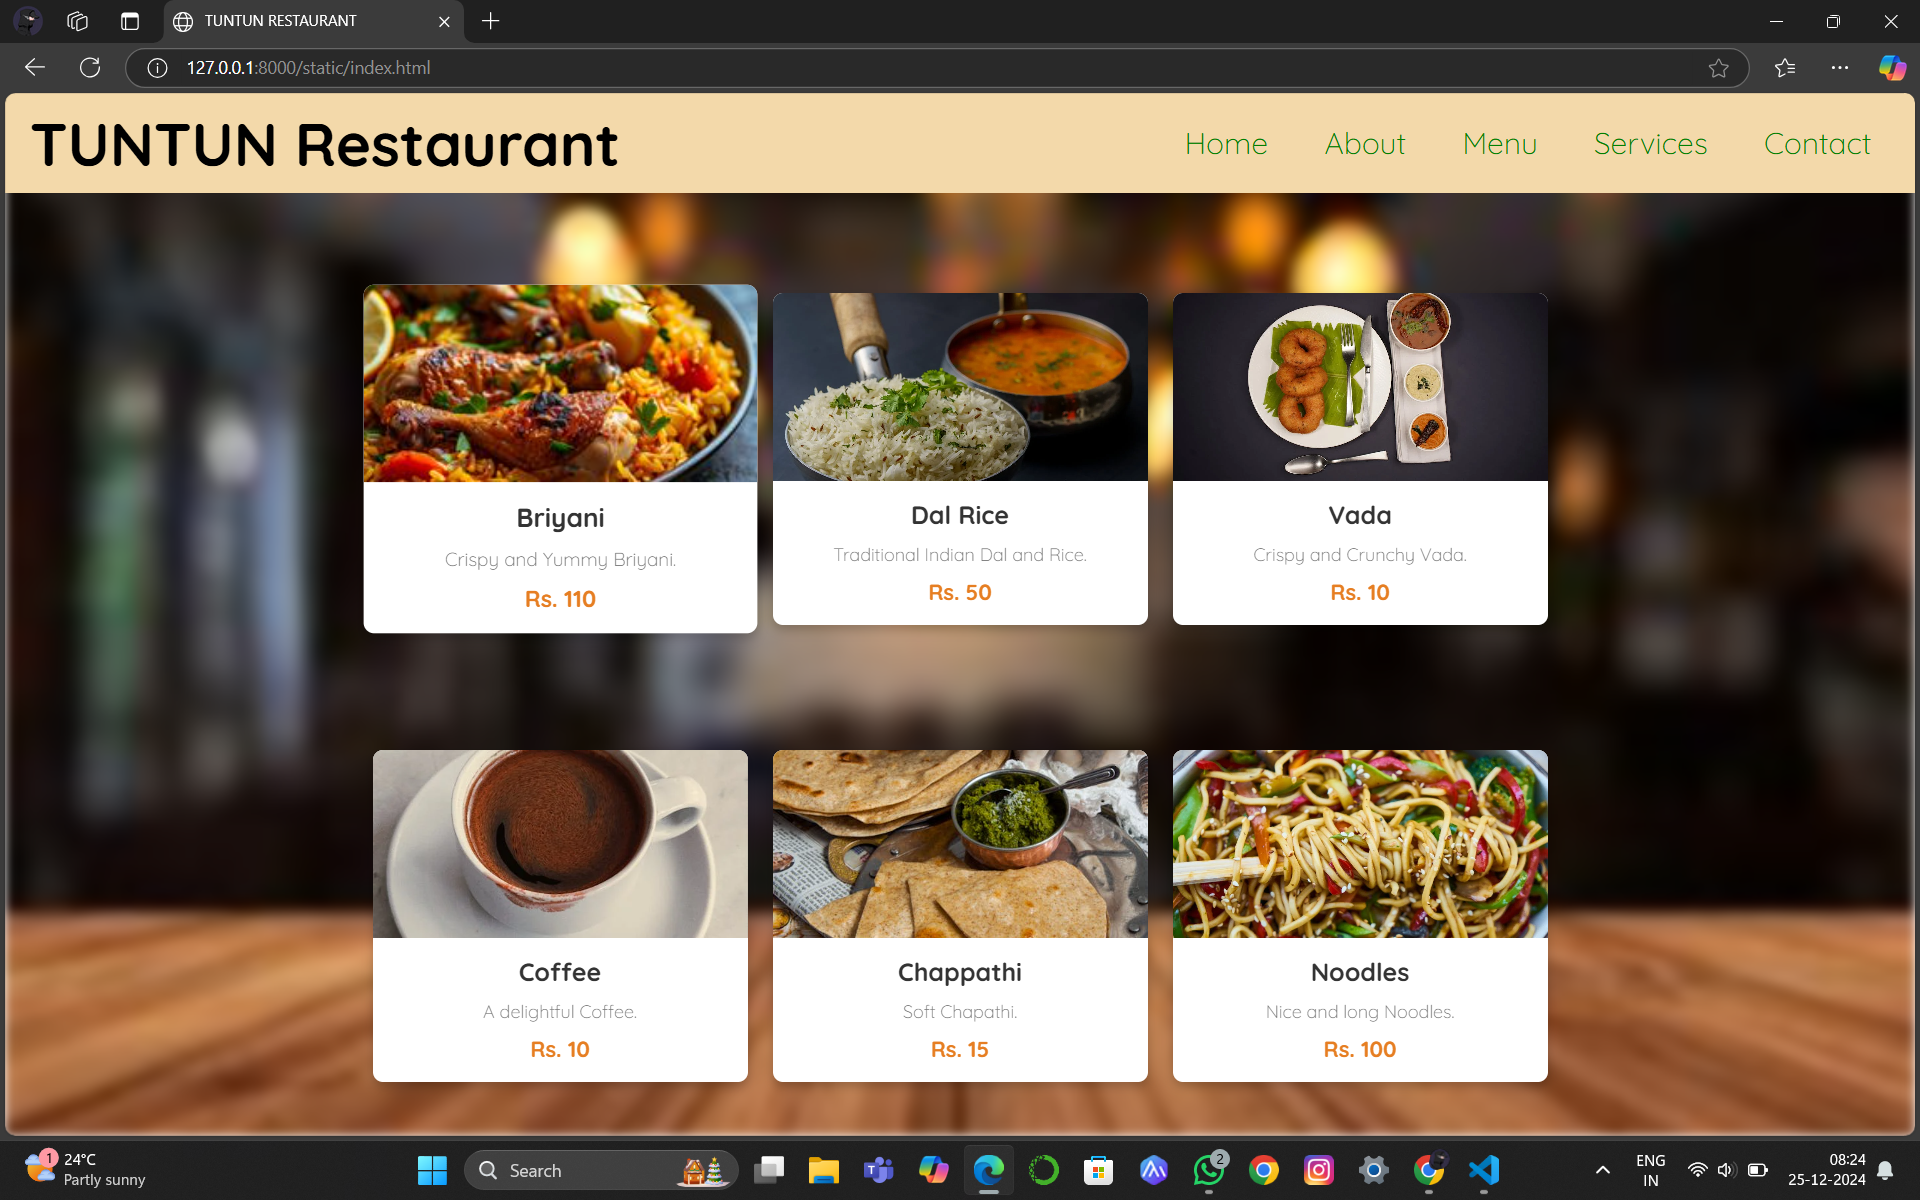 TUNTUN RESTAURANT
127.0.0.1:8000/static/index.html
TUNTUN Restaurant
Home About Menu Services Contact
Briyani
Crispy and Yummy Briyani.
Rs. 110
Dal Rice
Traditional Indian Dal and Rice.
Rs. 50
Vada
Crispy and Crunchy Vada.
Rs. 10
Coffee
A delightful Coffee.
Rs. 10
Chappathi
Soft Chapathi.
Rs. 15
Noodles
Nice and long Noodles.
Rs. 100
1
24°C
Partly sunny
Search
2
ENG
IN
08:24
25-12-2024